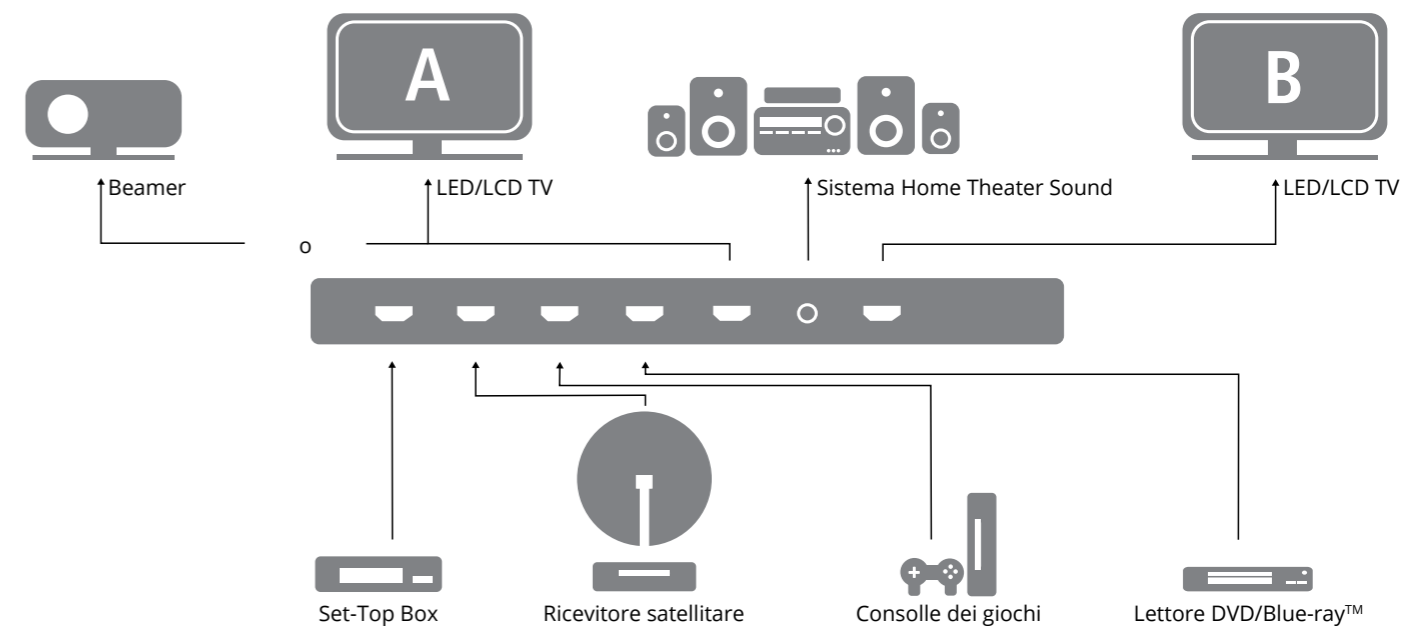 A
B
Beamer
LED/LCD TV
Sistema Home Theater Sound
LED/LCD TV
o
Set-Top Box
Ricevitore satellitare
Consolle dei giochi
Lettore DVD/Blue-ray™